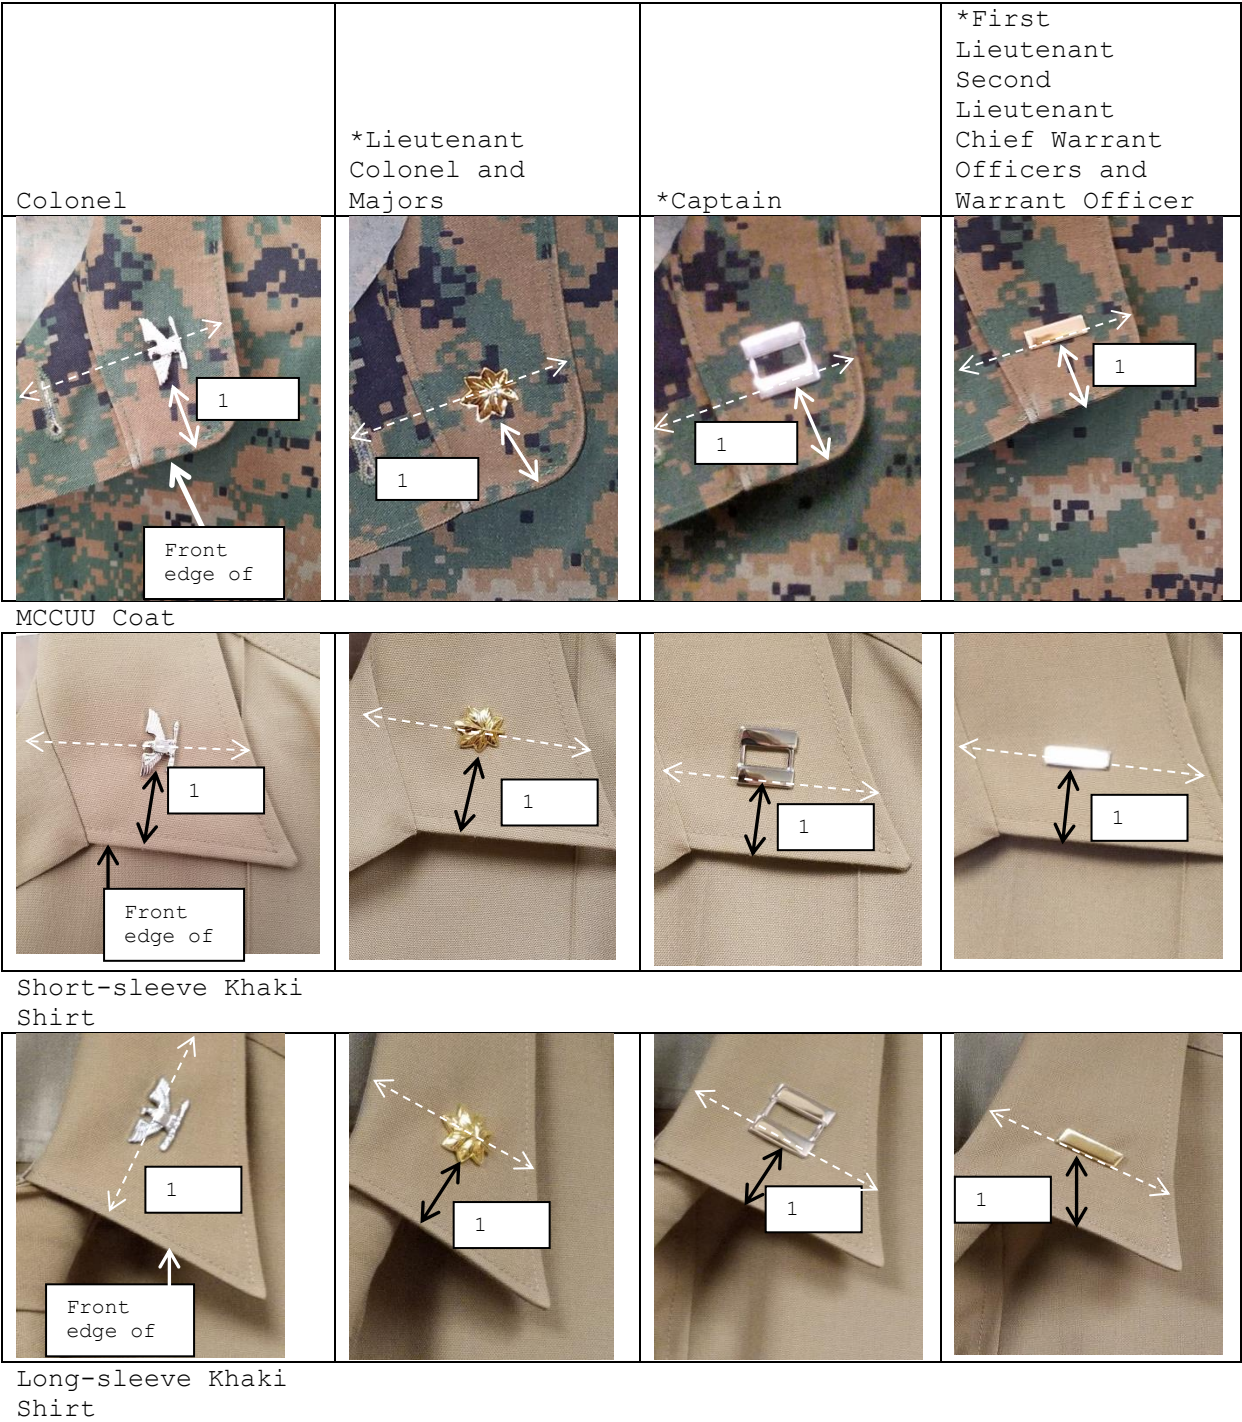 Colonel
*Lieutenant
Colonel and
Majors
*Captain
*First
Lieutenant
Second
Lieutenant
Chief Warrant
Officers and
Warrant Officer
1
1
1
1
Front
edge of
MCCUU Coat
1
1
1
1
Front
edge of
Short-sleeve Khaki
Shirt
1
1
1
1
Front
edge of
Long-sleeve Khaki
Shirt